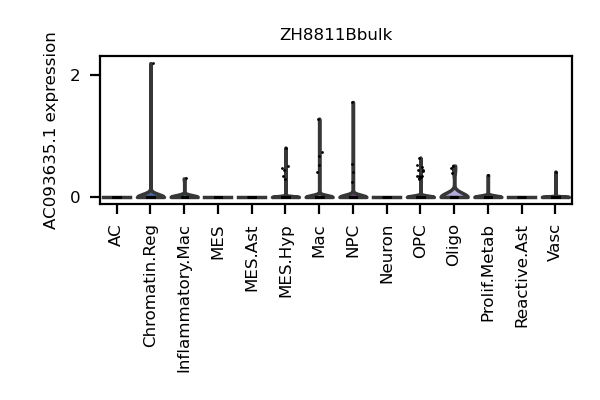 ZH8811Bbulk
AC093635.1 expression
2
0
AC
Chromatin.Reg
Inflammatory.Mac
MES
MES.Ast
MES.Hyp
Mac
NPC
Neuron
OPC
Oligo
Prolif.Metab
Reactive.Ast
Vasc